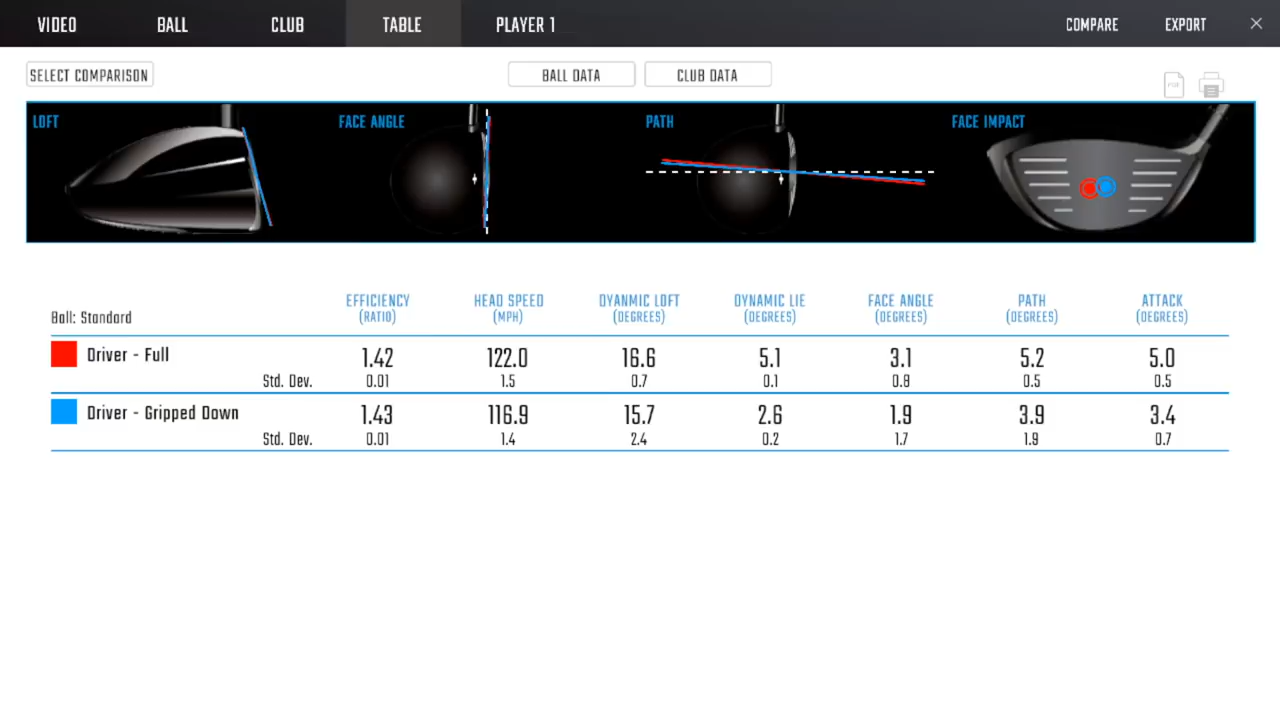 VIDEO BALL CLUB TABLE PLAYER 1 COMPARE EXPORT
SELECT COMPARISON BALL DATA CLUB DATA
LOFT FACE ANGLE PATH FACE IMPACT
EFFICIENCY HEAD SPEED DYANMIC LOFT DYNAMIC LIE FACE ANGLE PATH ATTACK
Ball: Standard (RATIO) (MPH) (DEGREES) (DEGREES) (DEGREES) (DEGREES) (DEGREES)
Driver - Full 1.42 122.0 16.6 5.1 3.1 5.2 5.0
Std. Dev. 0.01 1.5 0.7 0.1 0.8 0.5 0.5
Driver - Gripped Down 1.43 116.9 15.7 2.6 1.9 3.9 3.4
Std. Dev. 0.01 1.4 2.4 0.2 1.7 1.9 0.7